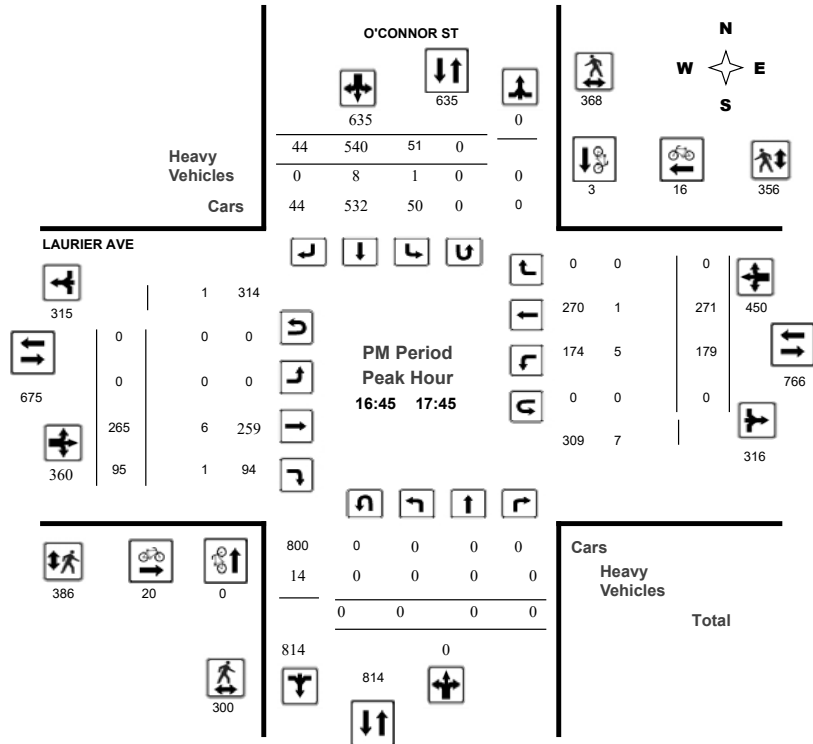 O'CONNOR ST
N
W E
S
635
635
0
368
44 540 51 0
Heavy
Vehicles
0 8 1 0 0
Cars
44 532 50 0 0
3 16 356
LAURIER AVE
315
1 314
0 0 0
450
270 1 271
0 0 0
675
PM Period
Peak Hour
16:45 17:45
174 5 179
766
0 0 0
265 6 259
0 0 0
309 7
316
360
95 1 94
800 0 0 0 0
Cars
14 0 0 0 0
Heavy
Vehicles
386 20 0
0 0 0 0
Total
814
0
814
300